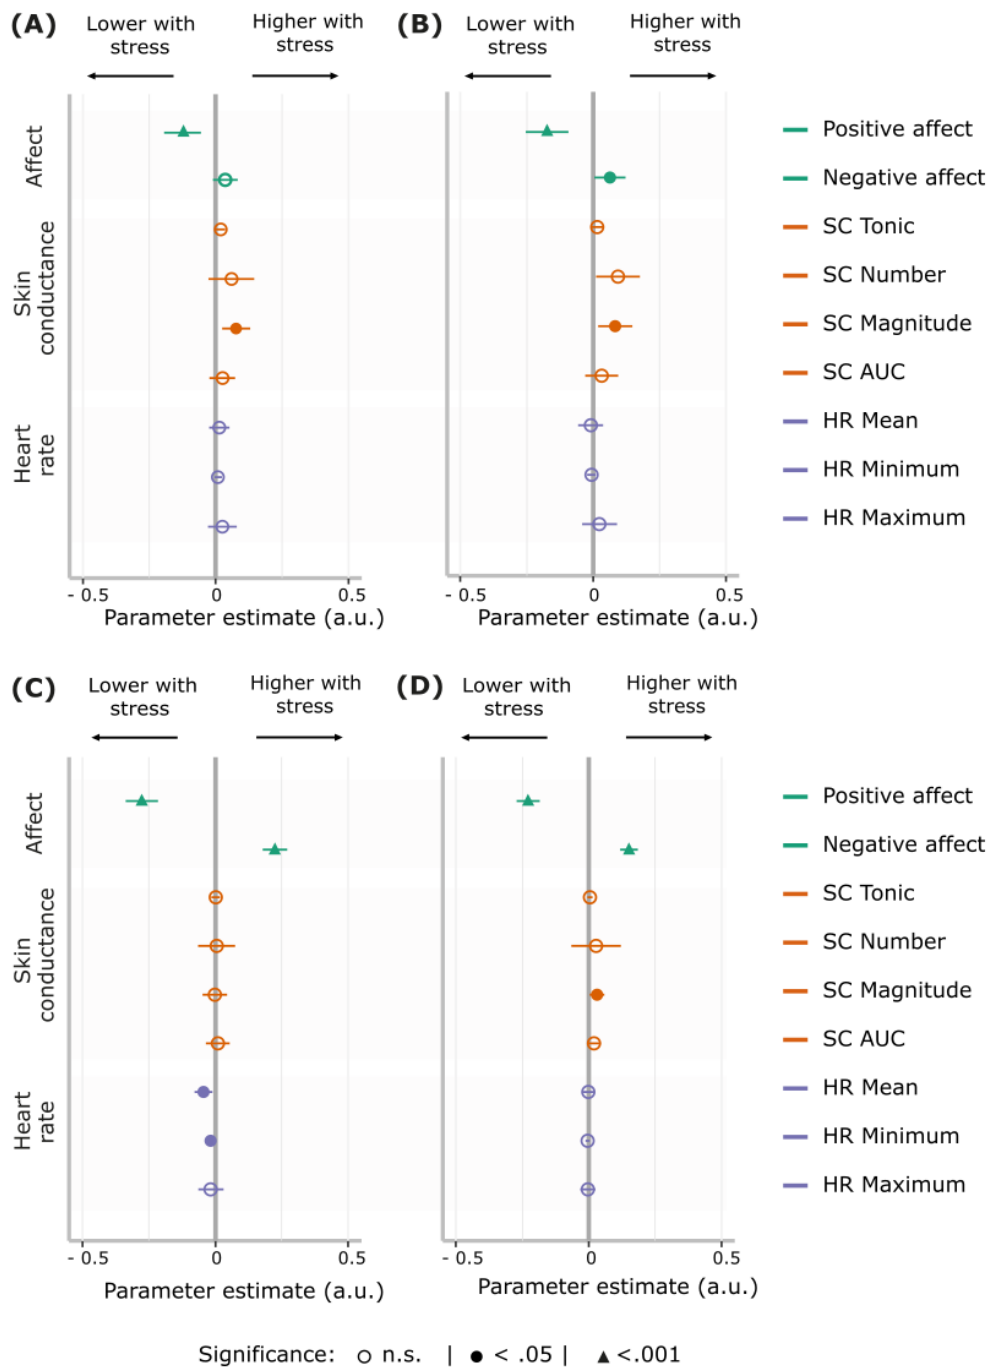 (A)
Lower with
stress
Higher with
stress
(B)
Lower with
stress
Higher with
stress
Affect
Skin
conductance
Heart
rate
Positive affect
Negative affect
SC Tonic
SC Number
SC Magnitude
SC AUC
HR Mean
HR Minimum
HR Maximum
- 0.5 0 0.5
Parameter estimate (a.u.)
- 0.5 0 0.5
Parameter estimate (a.u.)
(C)
Lower with
stress
Higher with
stress
(D)
Lower with
stress
Higher with
stress
Affect
Skin
conductance
Heart
rate
Positive affect
Negative affect
SC Tonic
SC Number
SC Magnitude
SC AUC
HR Mean
HR Minimum
HR Maximum
- 0.5 0 0.5
Parameter estimate (a.u.)
- 0.5 0 0.5
Parameter estimate (a.u.)
Significance: n.s. | < .05 | <.001